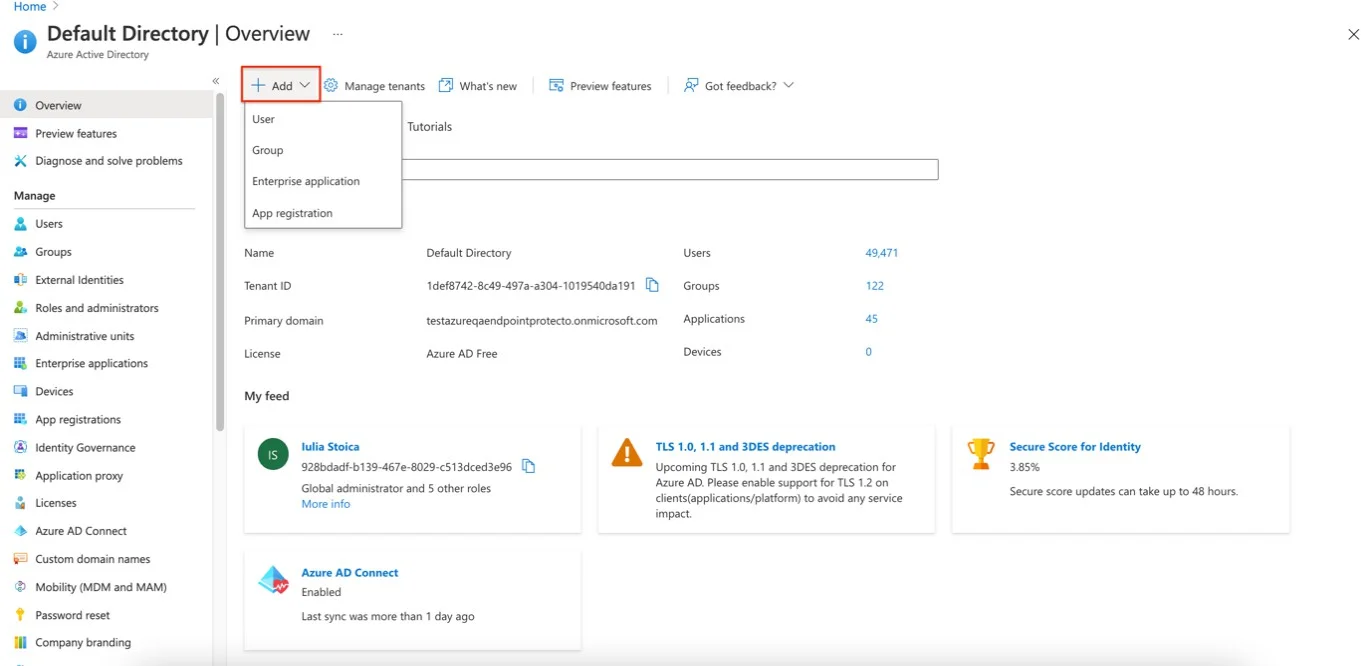 Home
Default Directory | Overview ...
Azure Active Directory
Add
Manage tenants
What's new
Preview features
Got feedback?
Overview
Preview features
Diagnose and solve problems
Manage
Users
Groups
External Identities
Roles and administrators
Administrative units
Enterprise applications
Devices
App registrations
Identity Governance
Application proxy
Licenses
Azure AD Connect
Custom domain names
Mobility (MDM and MAM)
Password reset
Company branding
User
Group
Enterprise application
App registration
Tutorials
Name Default Directory
Tenant ID 1def8742-8c49-497a-a304-1019540da191
Primary domain testazureqaendpointprotecto.onmicrosoft.com
License Azure AD Free
Users 49,471
Groups 122
Applications 45
Devices 0
My feed
IS
Iulia Stoica
928bdadf-b139-467e-8029-c513dced3e96
Global administrator and 5 other roles
More info
TLS 1.0, 1.1 and 3DES deprecation
Upcoming TLS 1.0, 1.1 and 3DES deprecation for
Azure AD. Please enable support for TLS 1.2 on
clients(applications/platform) to avoid any service
impact.
Secure Score for Identity
3.85%
Secure score updates can take up to 48 hours.
Azure AD Connect
Enabled
Last sync was more than 1 day ago